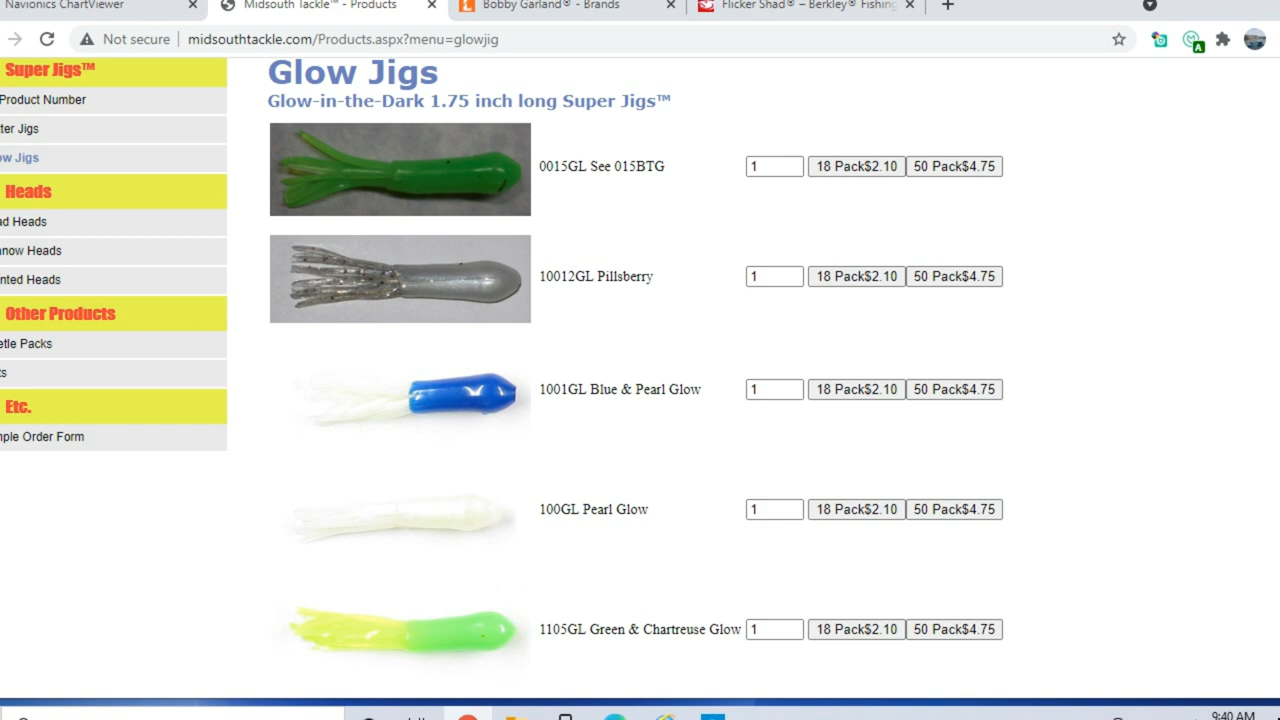 Navionics ChartViewer
Midsouth Tackle™ - Products
Bobby Garland® - Brands
Flicker Shad® – Berkley® Fishing
Not secure
midsouthtackle.com/Products.aspx?menu=glowjig
Super Jigs™
Product Number
ter Jigs
ow Jigs
Heads
ad Heads
nnow Heads
nted Heads
Other Products
etle Packs
ts
Etc.
mple Order Form
Glow Jigs
Glow-in-the-Dark 1.75 inch long Super Jigs™
0015GL See 015BTG 1 18 Pack$2.10 50 Pack$4.75
10012GL Pillsberry 1 18 Pack$2.10 50 Pack$4.75
1001GL Blue & Pearl Glow 1 18 Pack$2.10 50 Pack$4.75
100GL Pearl Glow 1 18 Pack$2.10 50 Pack$4.75
1105GL Green & Chartreuse Glow 1 18 Pack$2.10 50 Pack$4.75
9:40 AM